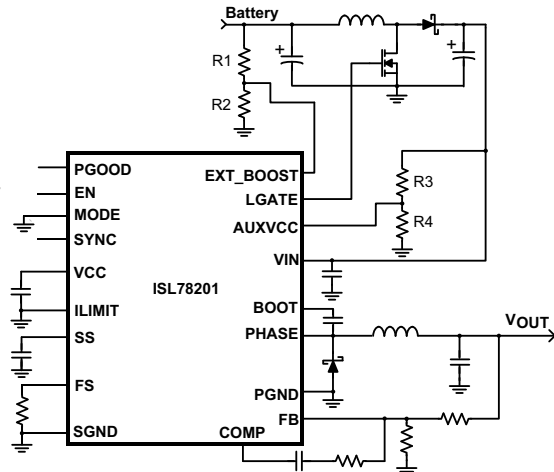 Battery
R1
R2
R3
R4
PGOOD
EN
MODE
SYNC
VCC
ILIMIT
SS
FS
SGND
ISL78201
EXT_BOOST
LGATE
AUXVCC
VIN
BOOT
PHASE
PGND
FB
COMP
VOUT
+
+